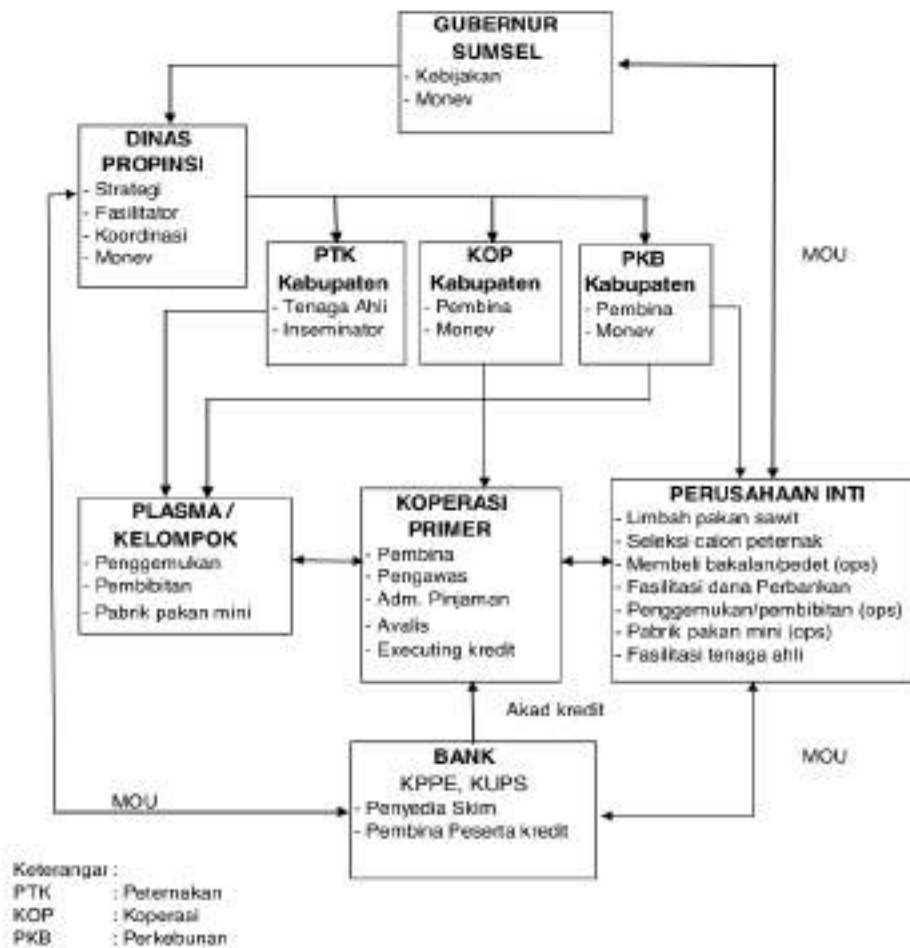 GUBERNUR
SUMSEL
- Kebijakan
- Monev
DINAS
PROPINSI
- Strategi
- Fasilitator
- Koordinasi
- Monev
PTK
Kabupaten
- Tenaga Ahli
- Inseminator
KOP
Kabupaten
- Pembina
- Monev
PKB
Kabupaten
- Pembina
- Monev
MOU
PLASMA /
KELOMPOK
- Penggemukan
- Pembibitan
- Pabrik pakan mini
KOPERASI
PRIMER
- Pembina
- Pengawas
- Adm. Pinjaman
- Avalis
- Executing kredit
PERUSAHAAN INTI
- Limbah pakan sawit
- Seleksi calon peternak
- Membeli bakalan/pedet (ops)
- Fasilitasi dana Perbankan
- Penggemukan/pembibitan (ops)
- Pabrik pakan mini (ops)
- Fasilitasi tenaga ahli
Akad kredit
MOU
BANK
KPPE, KUPS
- Penyedia Skim
- Pembina Peserta kredit
MOU
Keterangan :
PTK : Peternakan
KOP : Koperasi
PKB : Perkebunan